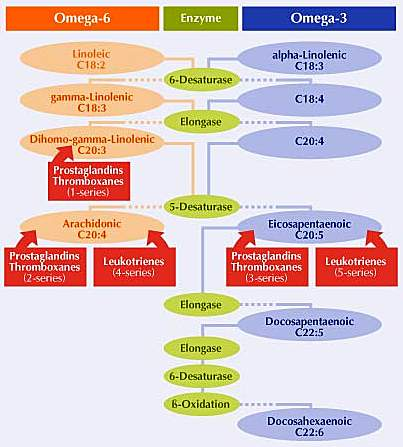 Omega-6
Enzyme
Omega-3
Linoleic
C18:2
alpha-Linolenic
C18:3
6-Desaturase
gamma-Linolenic
C18:3
C18:4
Elongase
Dihomo-gamma-Linolenic
C20:3
C20:4
Prostaglandins
Thromboxanes
(1-series)
5-Desaturase
Arachidonic
C20:4
Eicosapentaenoic
C20:5
Prostaglandins
Thromboxanes
(2-series)
Leukotrienes
(4-series)
Prostaglandins
Thromboxanes
(3-series)
Leukotrienes
(5-series)
Elongase
Docosapentaenoic
C22:5
Elongase
6-Desaturase
ß-Oxidation
Docosahexaenoic
C22:6